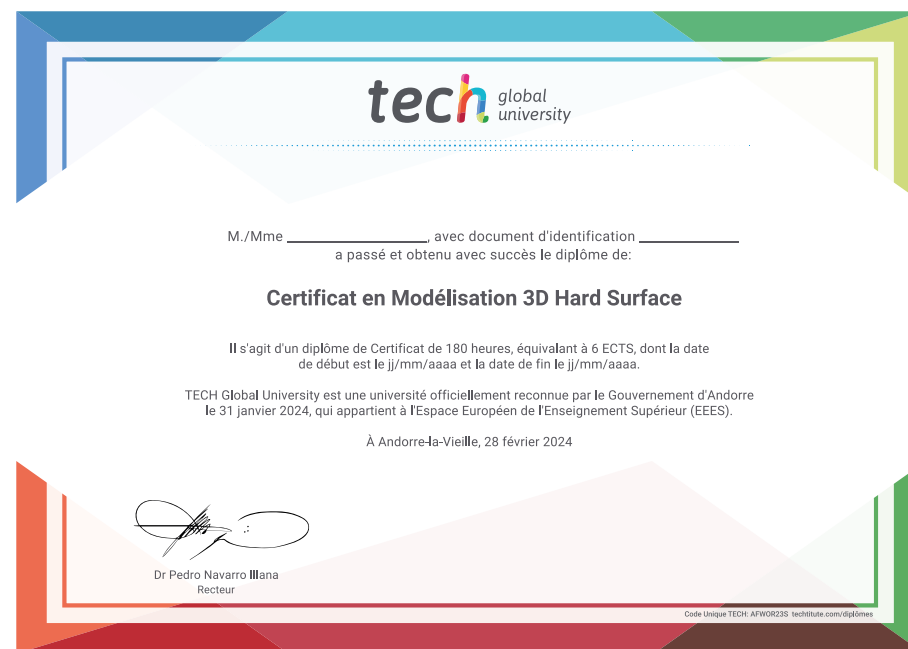 tech global university
M./Mme ____________, avec document d'identification ____________
a passé et obtenu avec succès le diplôme de:
Certificat en Modélisation 3D Hard Surface
Il s'agit d'un diplôme de Certificat de 180 heures, équivalant à 6 ECTS, dont la date
de début est le jj/mm/aaaa et la date de fin le jj/mm/aaaa.
TECH Global University est une université officiellement reconnue par le Gouvernement d'Andorre
le 31 janvier 2024, qui appartient à l'Espace Européen de l'Enseignement Supérieur (EEES).
À Andorre-la-Vieille, 28 février 2024
Dr Pedro Navarro Illana
Recteur
Code Unique TECH: AFWOR23S techtitute.com/diplômes